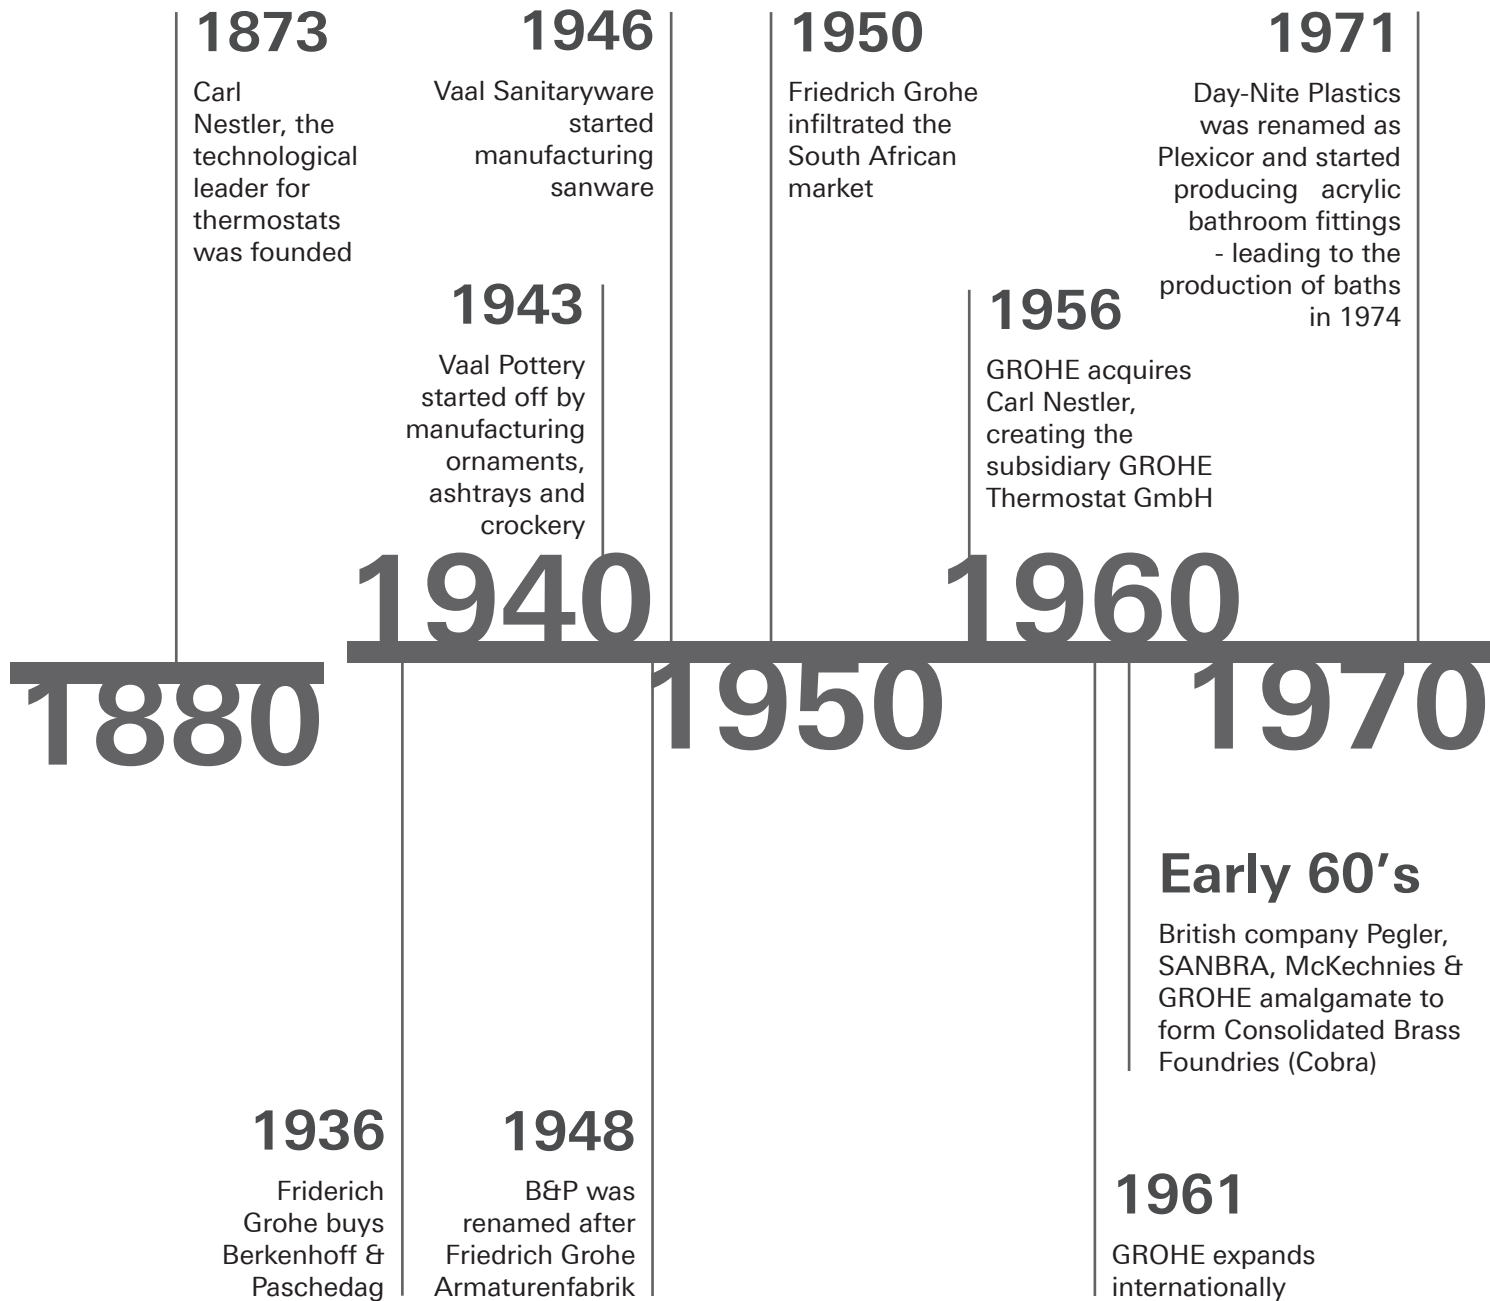 1873
Carl
Nestler, the
technological
leader for
thermostats
was founded
1946
Vaal Sanitaryware
started
manufacturing
sanware
1950
Friedrich Grohe
infiltrated the
South African
market
1971
Day-Nite Plastics
was renamed as
Plexicor and started
producing acrylic
bathroom fittings
- leading to the
production of baths
in 1974
1943
Vaal Pottery
started off by
manufacturing
ornaments,
ashtrays and
crockery
1956
GROHE acquires
Carl Nestler,
creating the
subsidiary GROHE
Thermostat GmbH
1940
1960
1880
1950
1970
Early 60's
British company Pegler,
SANBRA, McKechnies &
GROHE amalgamate to
form Consolidated Brass
Foundries (Cobra)
1936
Friderich
Grohe buys
Berkenhoff &
Paschedag
1948
B&P was
renamed after
Friedrich Grohe
Armaturenfabrik
1961
GROHE expands
internationally